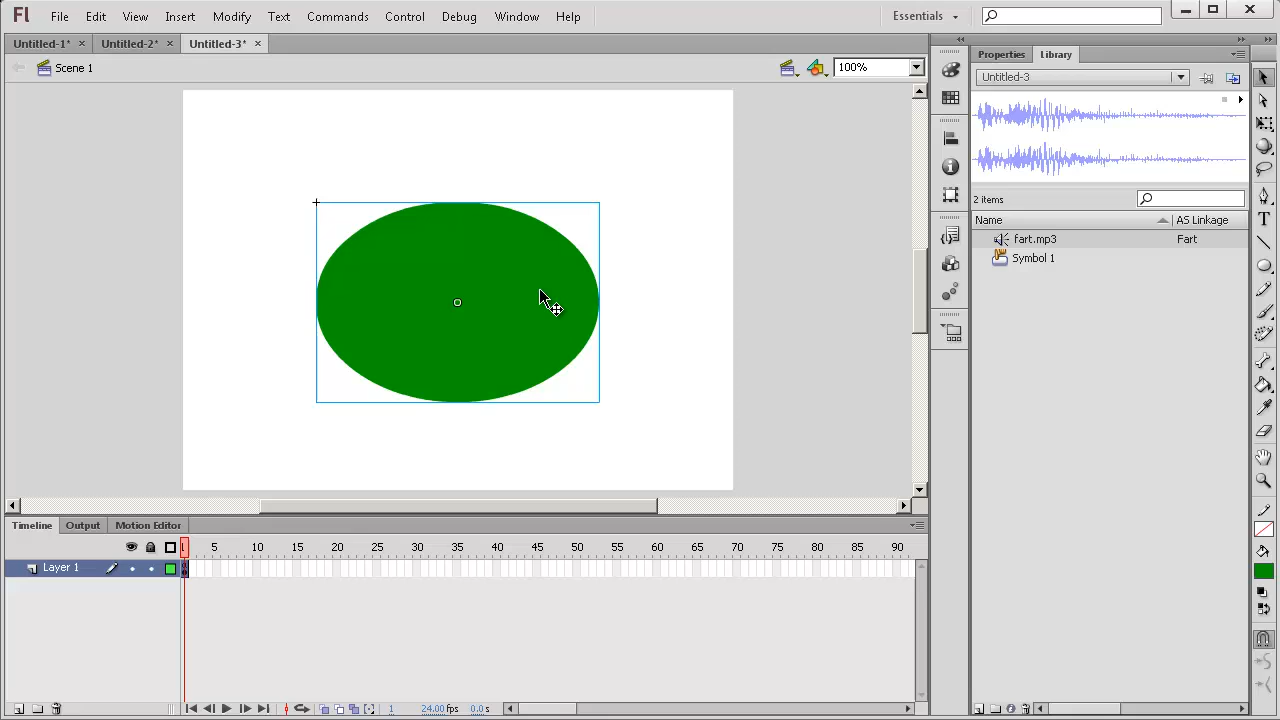 Fl File Edit View Insert Modify Text Commands Control Debug Window Help Essentials
Untitled-1* × Untitled-2* × Untitled-3* ×
Scene 1 100%
Properties Library
Untitled-3
2 items
Name AS Linkage
fart.mp3 Fart
Symbol 1
Timeline Output Motion Editor
1 5 10 15 20 25 30 35 40 45 50 55 60 65 70 75 80 85 90
Layer 1
1 24.00 fps 0.0 s